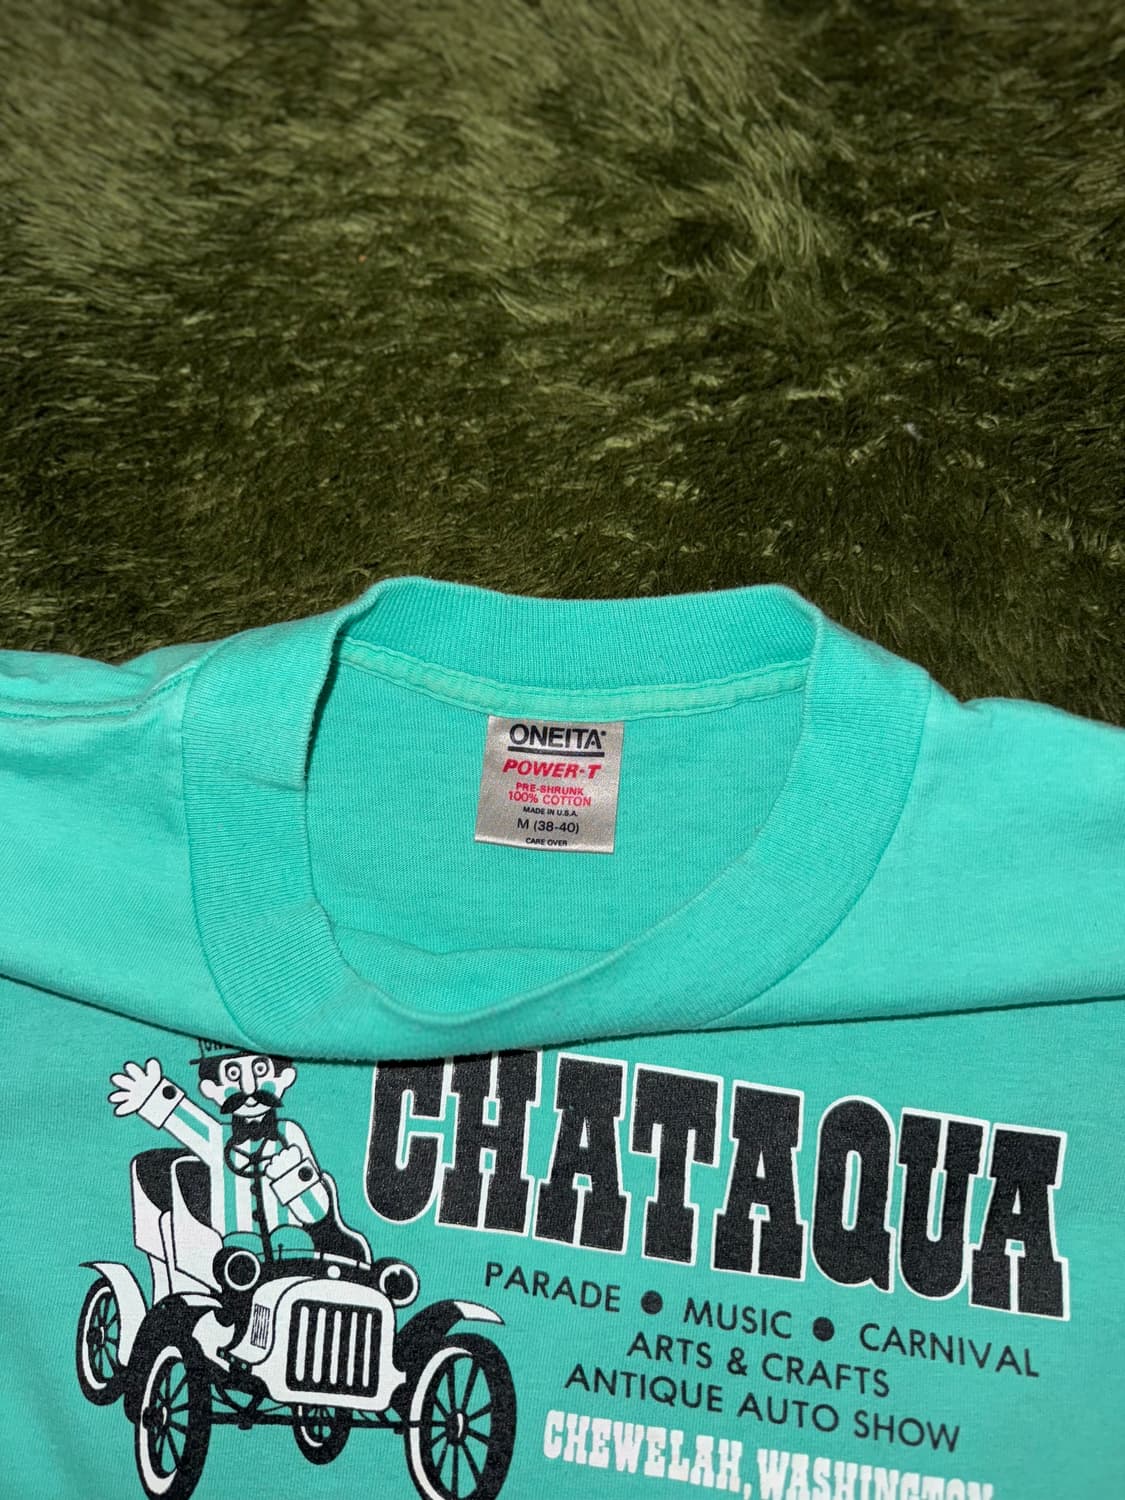 ONEITA
POWER-T
PRE-SHRUNK
100% COTTON
MADE IN U.S.A.
M (38-40)
CARE OVER
CHATAQUA
PARADE • MUSIC • CARNIVAL
ARTS & CRAFTS
ANTIQUE AUTO SHOW
CHEWELAH, WASHINGTON